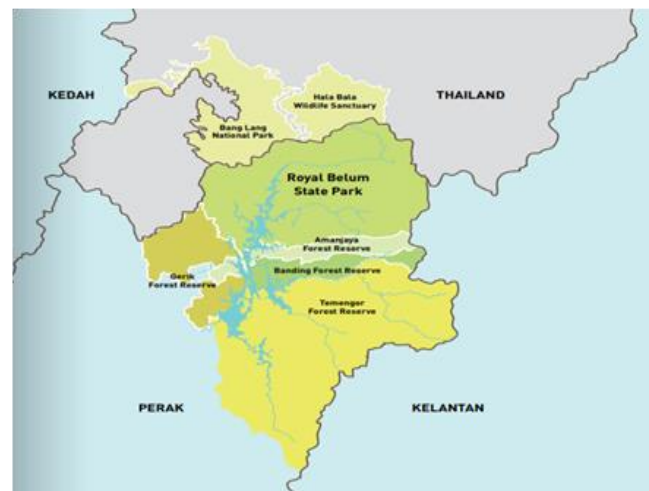 KEDAH
Hala Bala
Wildlife Sanctuary
THAILAND
Bang Lang
National Park
Royal Belum
State Park
Amanjaya
Forest Reserve
Gerik
Forest Reserve
Banding Forest Reserve
Temengor
Forest Reserve
PERAK
KELANTAN